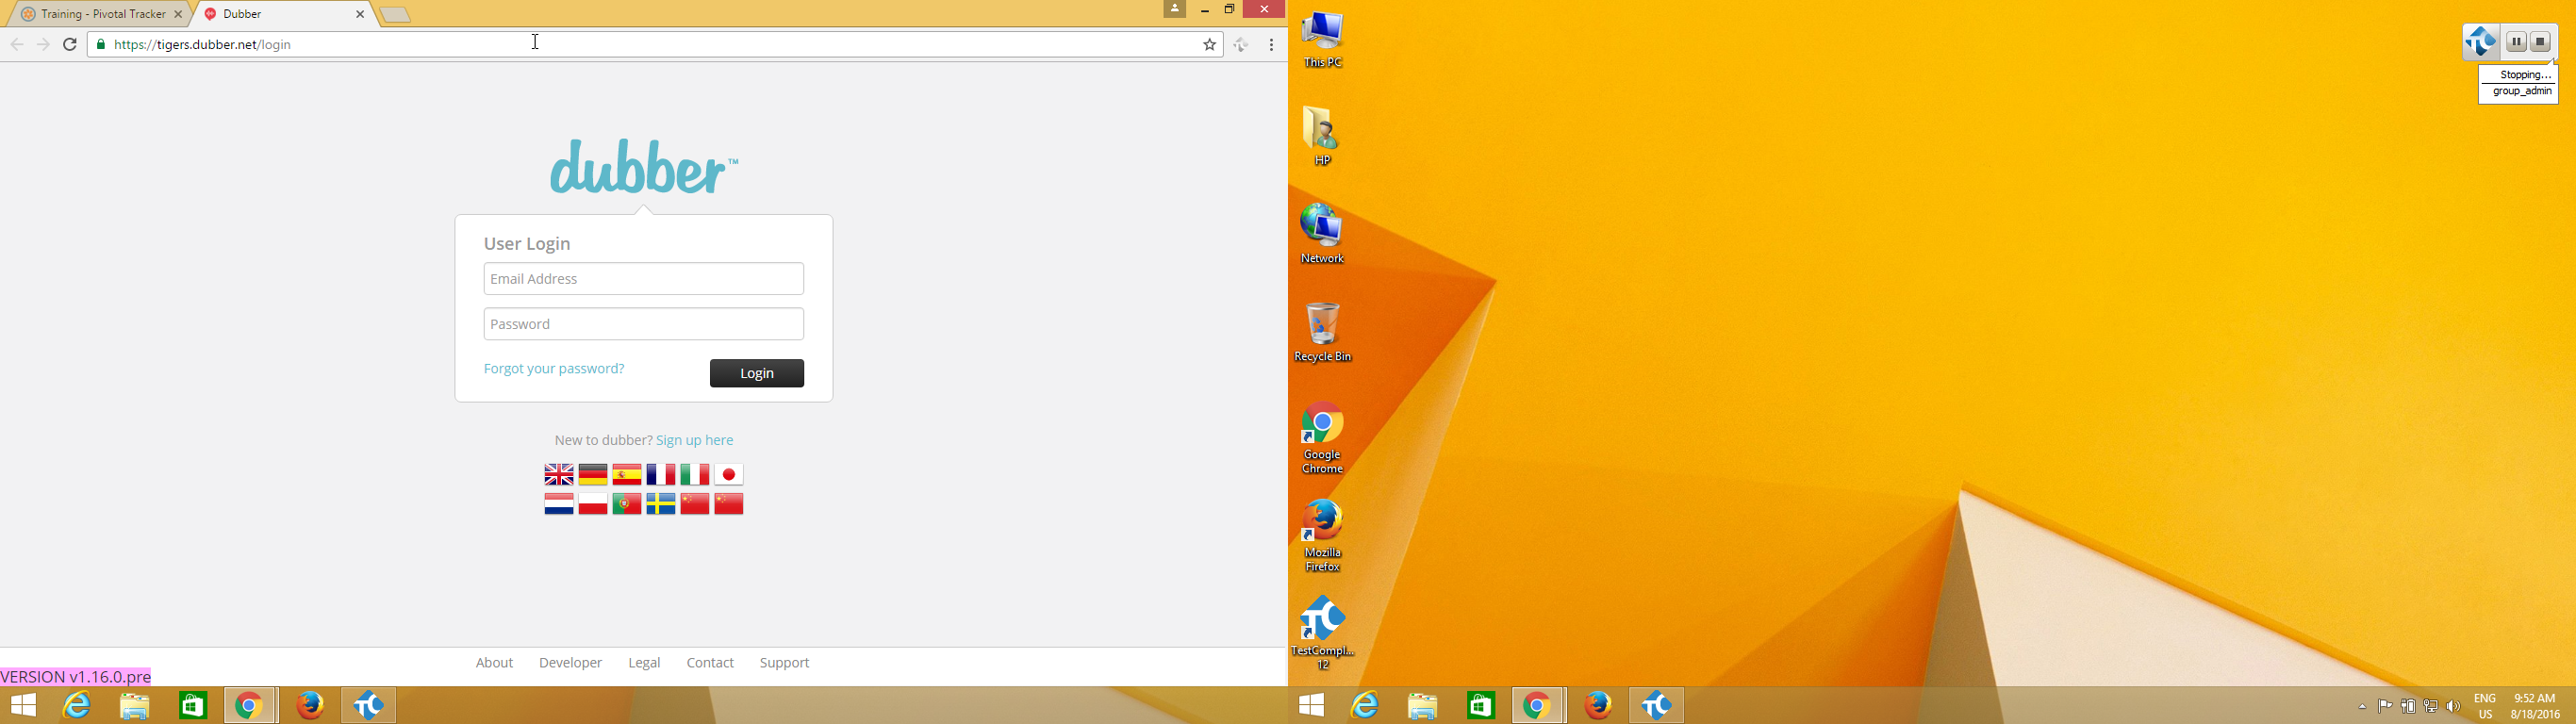 Training - Pivotal Tracker
Dubber
https://tigers.dubber.net/login
dubber™
User Login
Email Address
Password
Forgot your password?
Login
New to dubber? Sign up here
About
Developer
Legal
Contact
Support
VERSION v1.16.0.pre
This PC
HP
Network
Recycle Bin
Google
Chrome
Mozilla
Firefox
TestCompl...
12
TC
Stopping...
group_admin
ENG
US
9:52 AM
8/18/2016